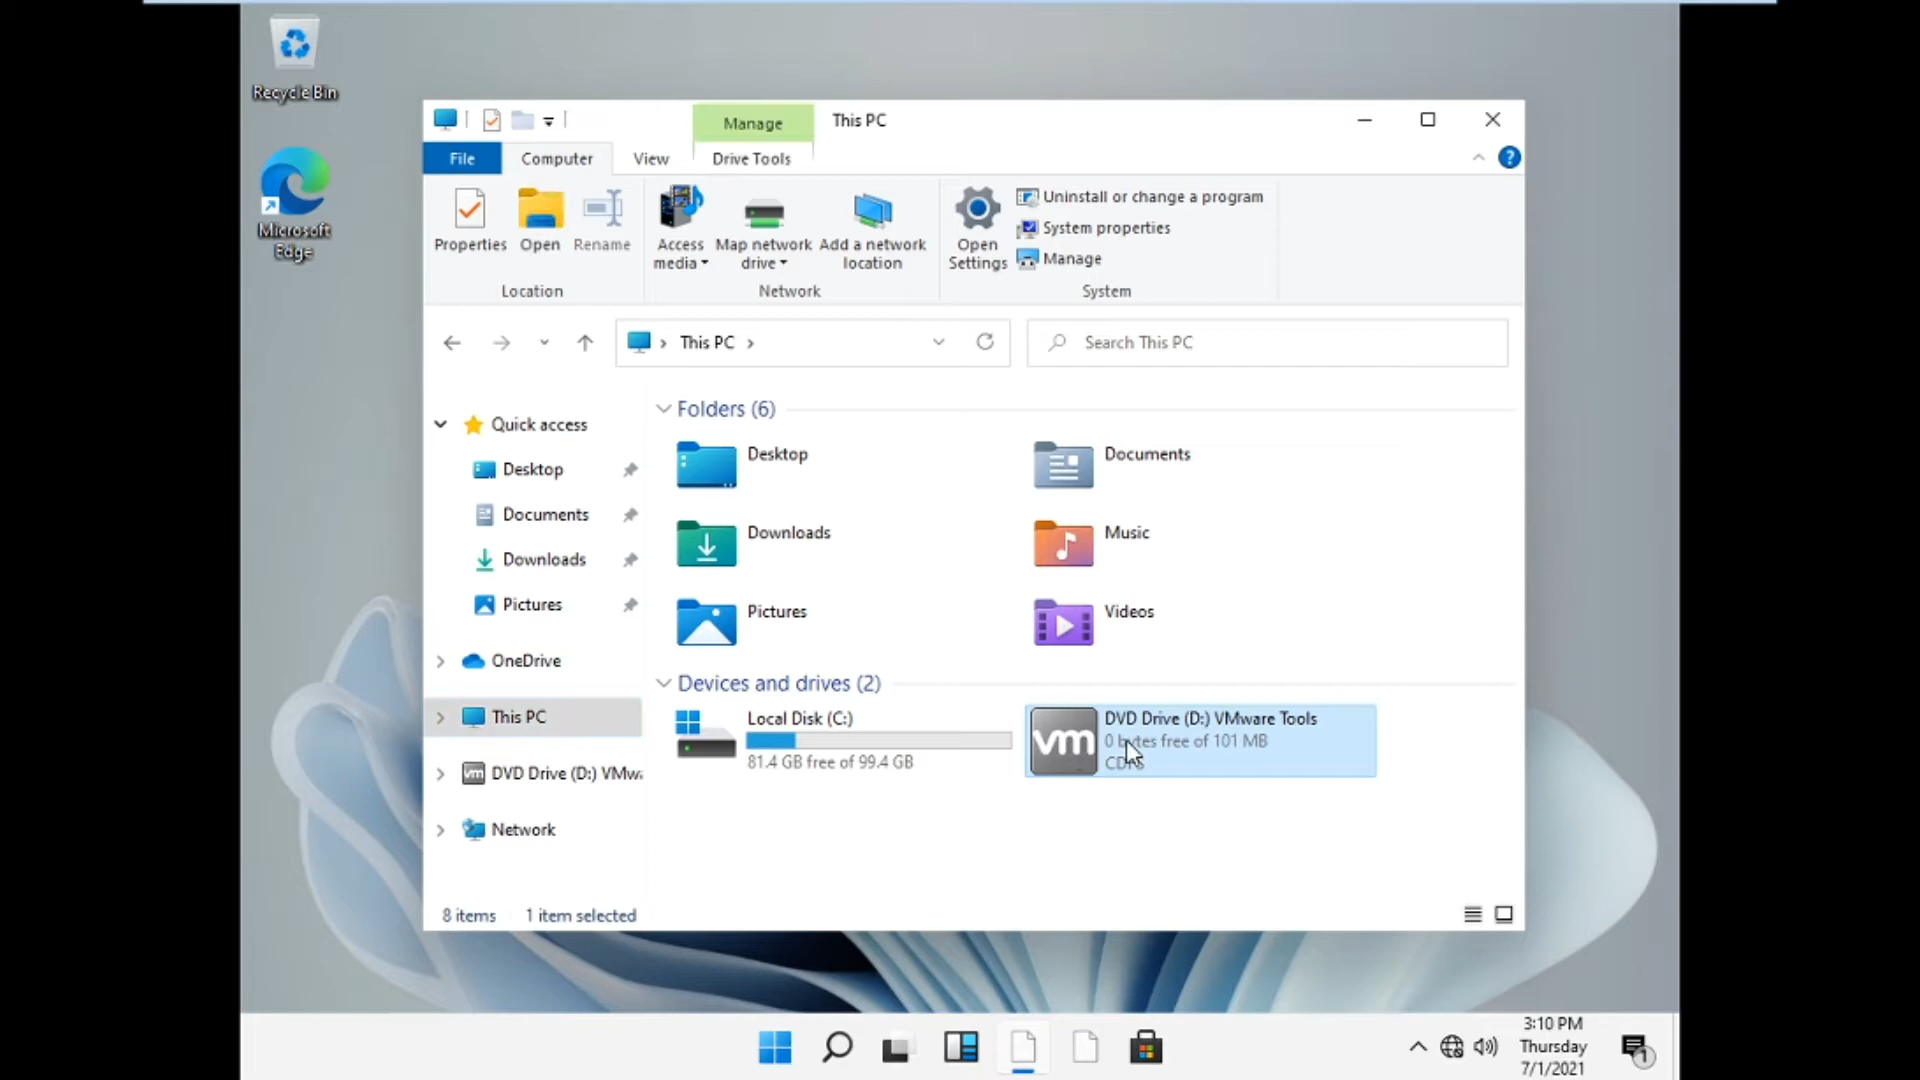 Recycle Bin
Microsoft
Edge
Manage
This PC
File
Computer
View
Drive Tools
Properties
Open
Rename
Access
media
Map network
drive
Add a network
location
Open
Settings
Uninstall or change a program
System properties
Manage
Location
Network
System
This PC
Search This PC
Quick access
Desktop
Documents
Downloads
Pictures
OneDrive
This PC
DVD Drive (D:) VMw
Network
Folders (6)
Desktop
Documents
Downloads
Music
Pictures
Videos
Devices and drives (2)
Local Disk (C:)
81.4 GB free of 99.4 GB
vm
DVD Drive (D:) VMware Tools
0 bytes free of 101 MB
CDFS
8 items
1 item selected
3:10 PM
Thursday
7/1/2021
1